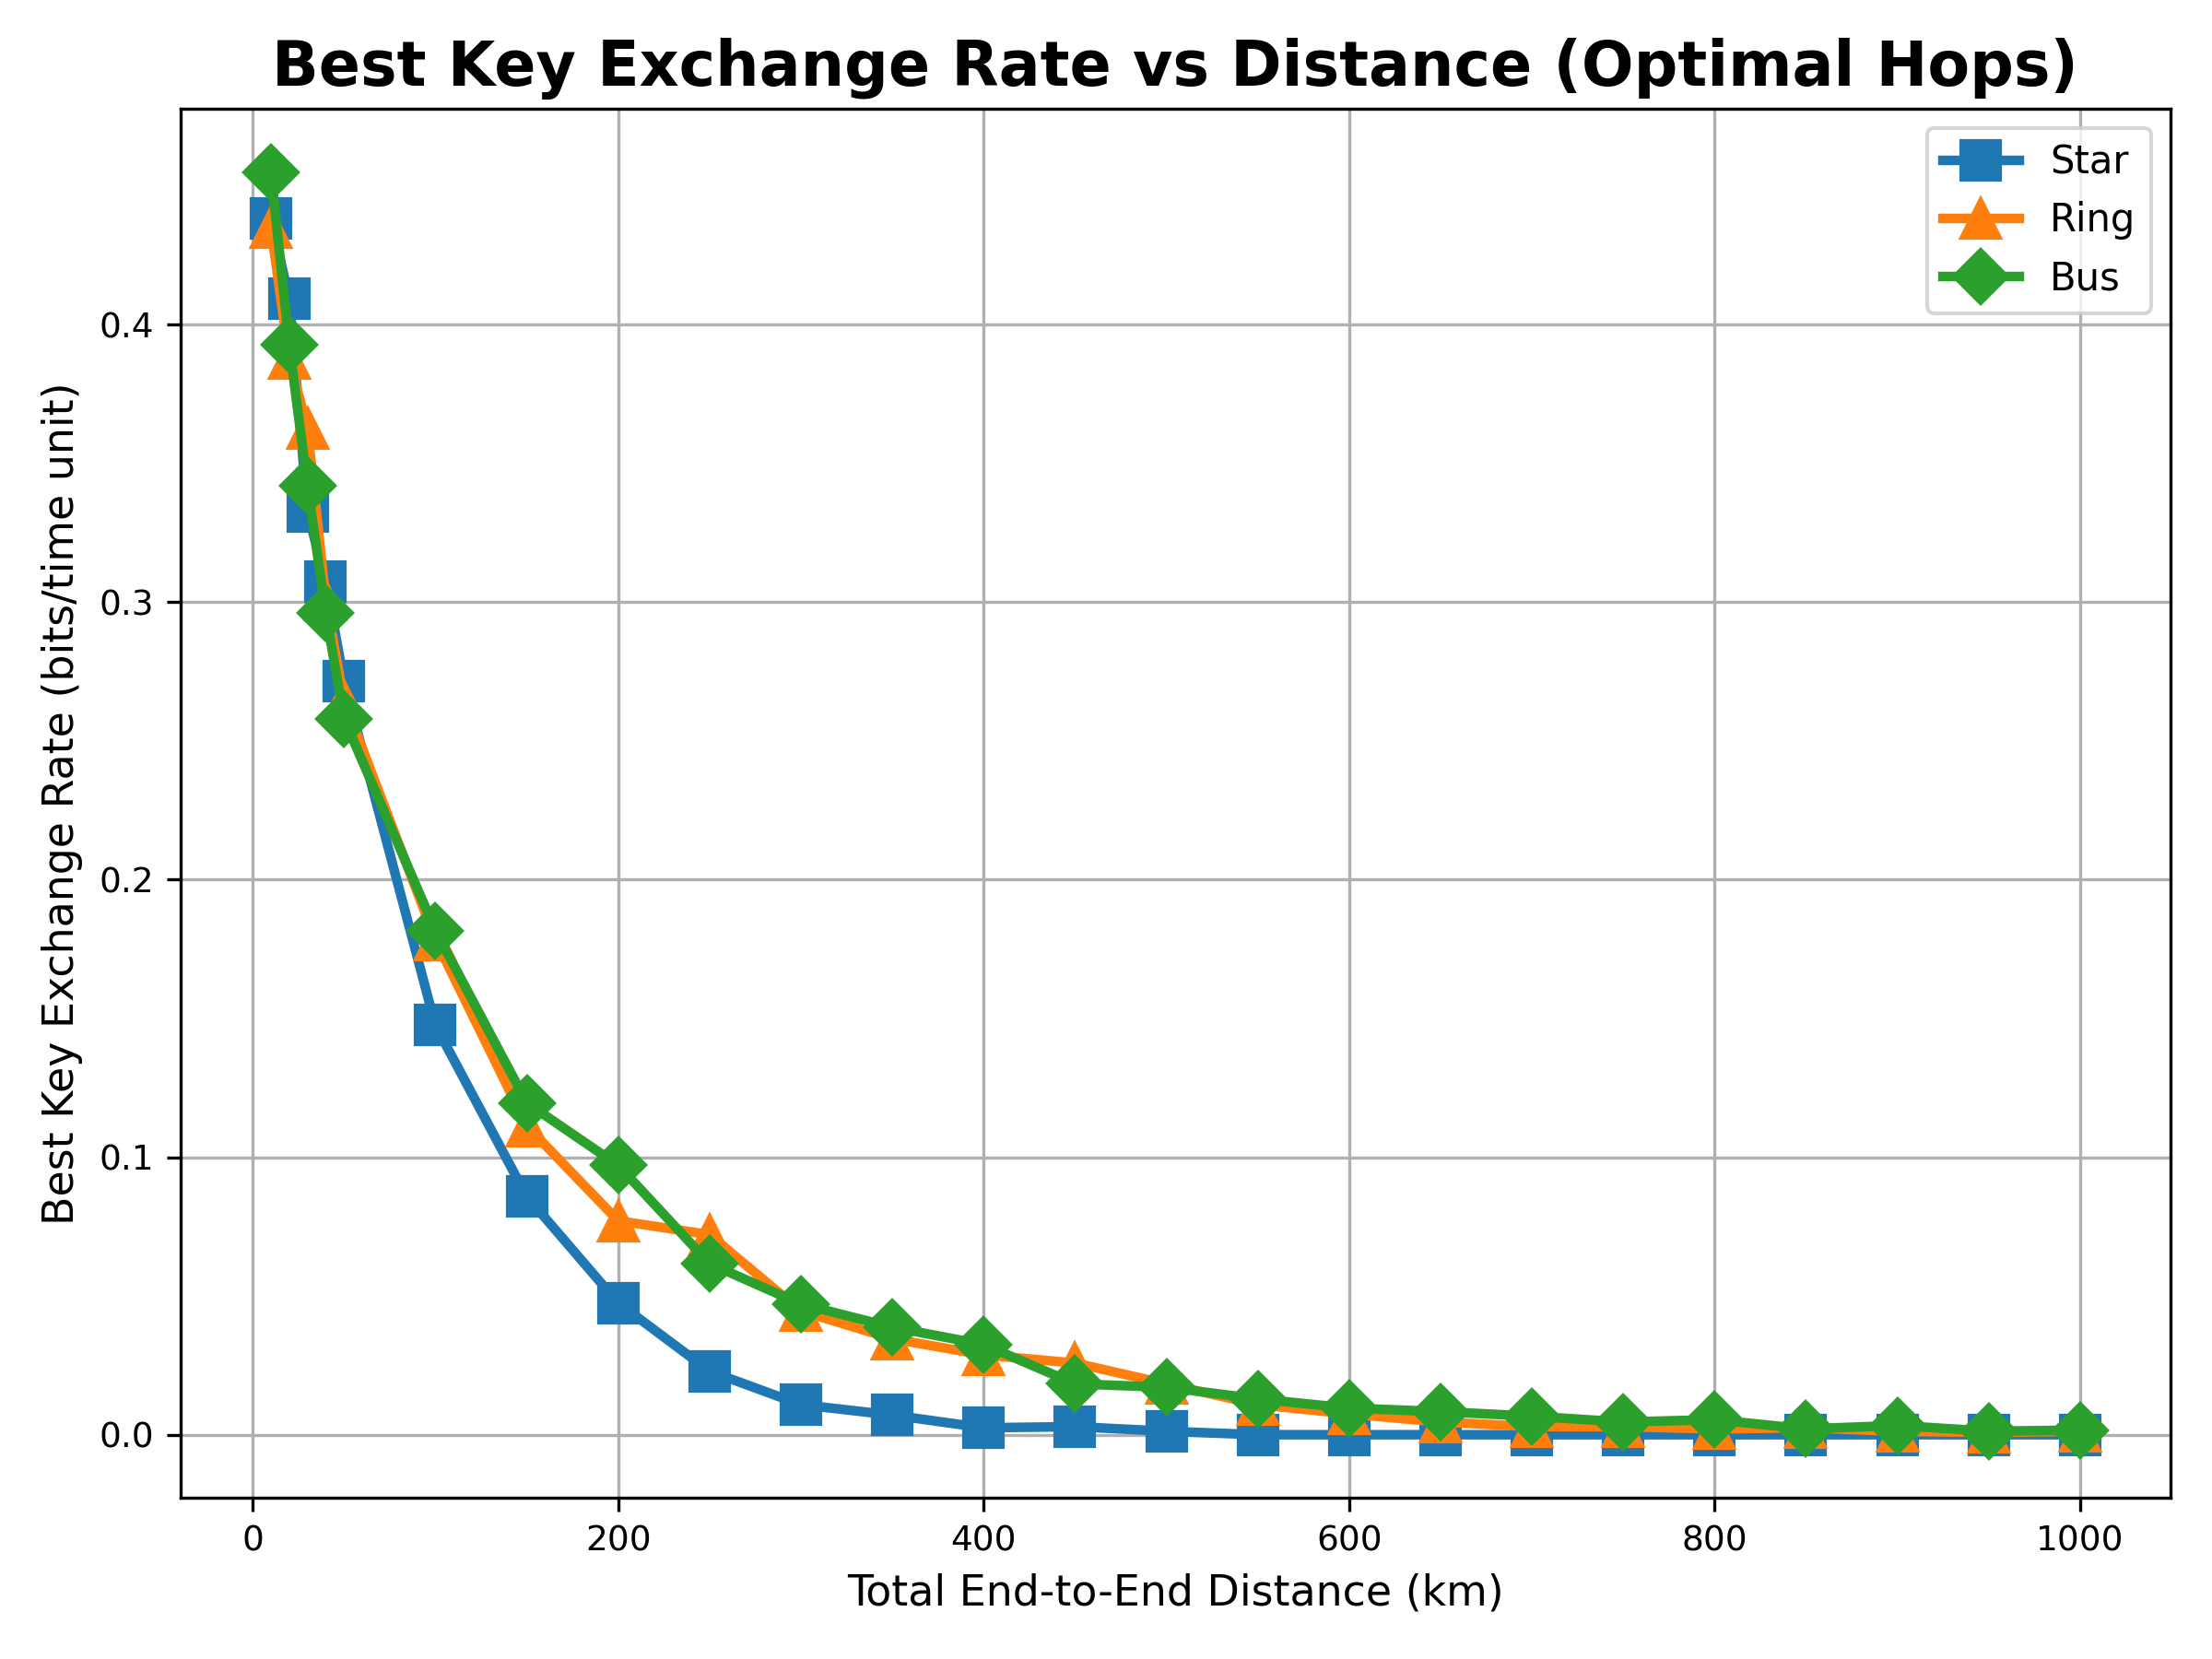 Best Key Exchange Rate vs Distance (Optimal Hops)
Star
Ring
Bus
Best Key Exchange Rate (bits/time unit)
0.4
0.3
0.2
0.1
0.0
0 200 400 600 800 1000
Total End-to-End Distance (km)